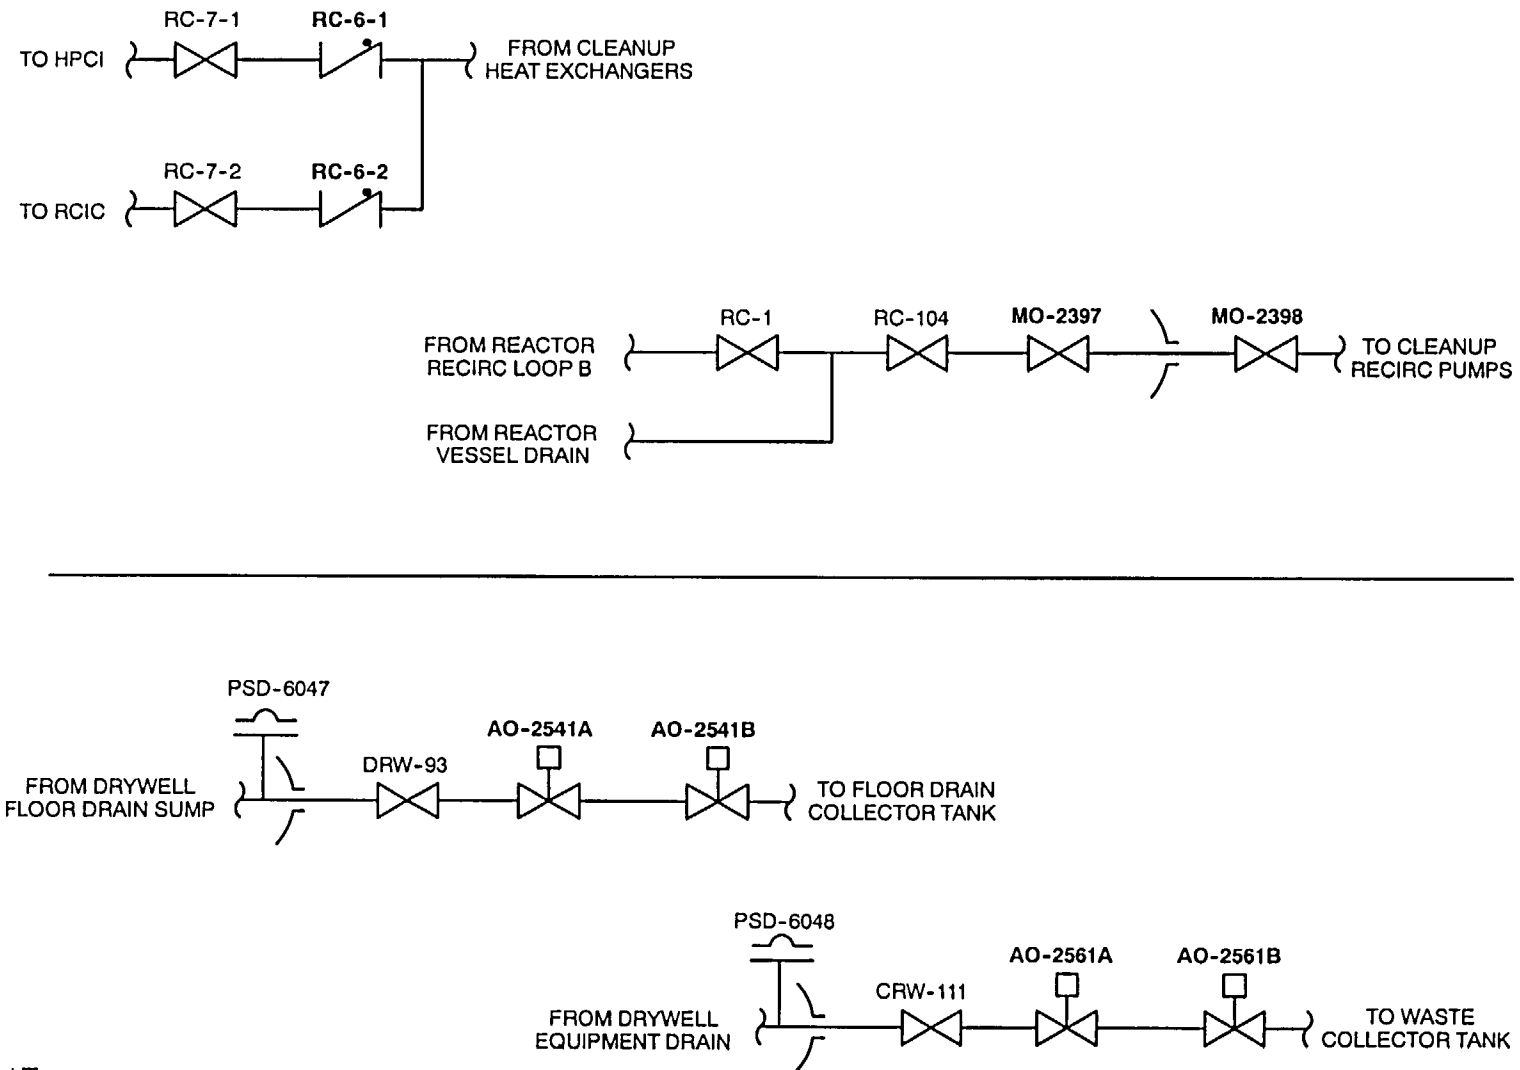 RC-7-1
RC-6-1
TO HPCI
FROM CLEANUP
HEAT EXCHANGERS
RC-7-2
RC-6-2
TO RCIC
RC-1
RC-104
MO-2397
MO-2398
FROM REACTOR
RECIRC LOOP B
TO CLEANUP
RECIRC PUMPS
FROM REACTOR
VESSEL DRAIN
PSD-6047
AO-2541A
AO-2541B
DRW-93
FROM DRYWELL
FLOOR DRAIN SUMP
TO FLOOR DRAIN
COLLECTOR TANK
PSD-6048
AO-2561A
AO-2561B
CRW-111
FROM DRYWELL
EQUIPMENT DRAIN
TO WASTE
COLLECTOR TANK